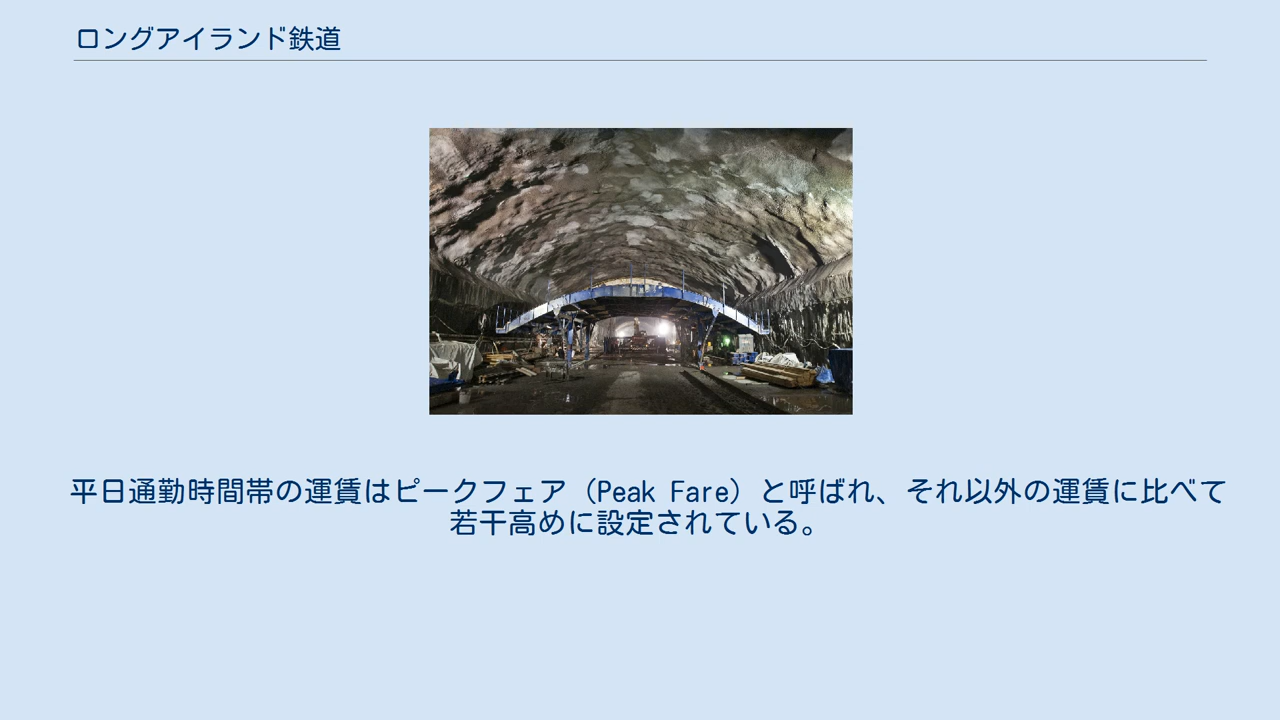 ロングアイランド鉄道
平日通勤時間帯の運賃はピークフェア（Peak Fare）と呼ばれ、それ以外の運賃に比べて
若干高めに設定されている。